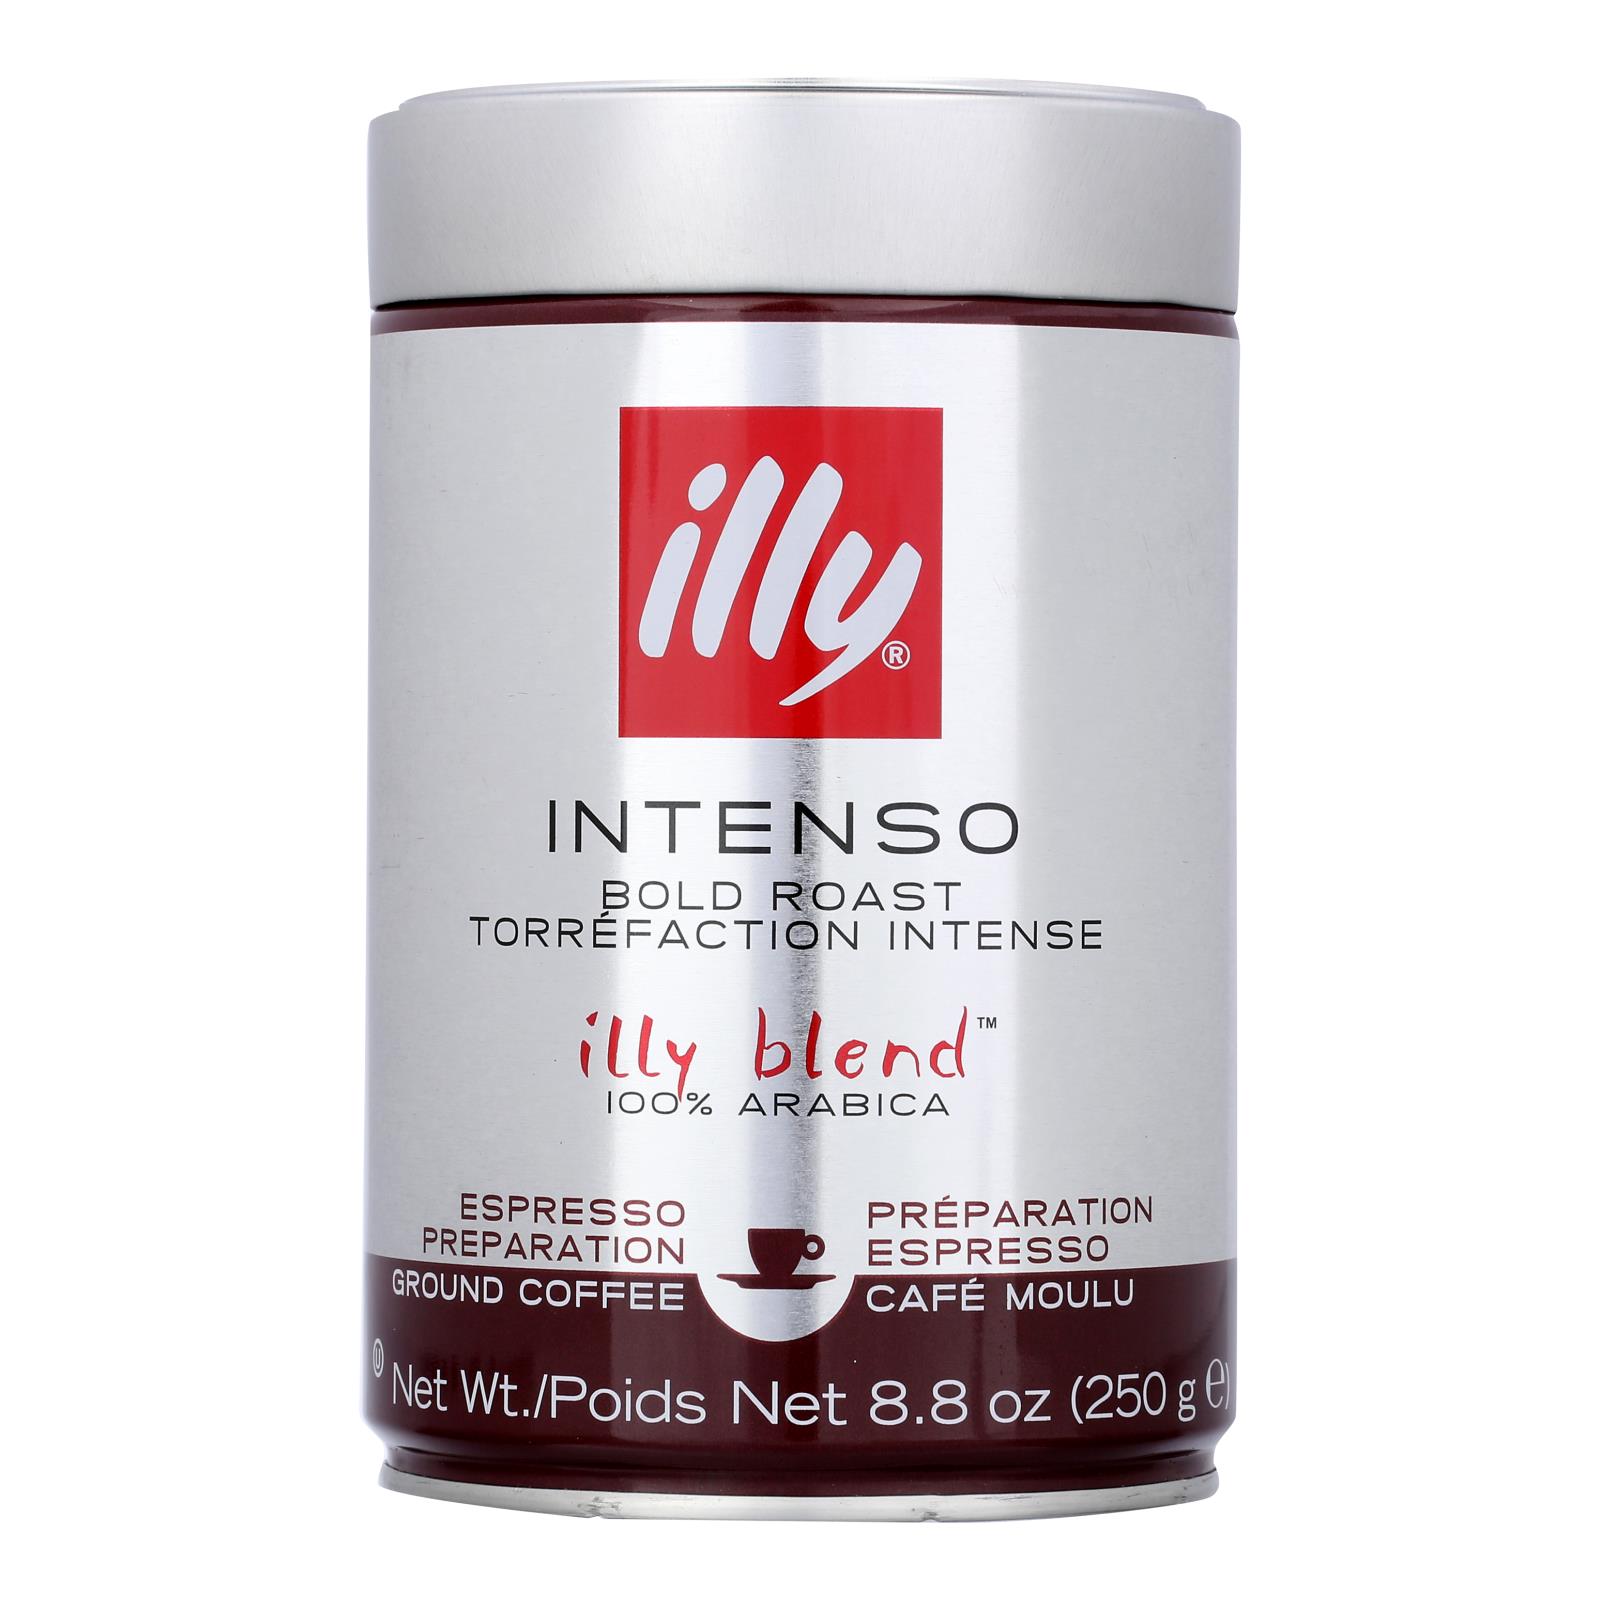 illy®
INTENSO
BOLD ROAST
TORRÉFACTION INTENSE
illy blend™
100% ARABICA
ESPRESSO
PREPARATION
GROUND COFFEE
PRÉPARATION
ESPRESSO
CAFÉ MOULU
U
Net Wt./Poids Net 8.8 oz (250 g ℮)